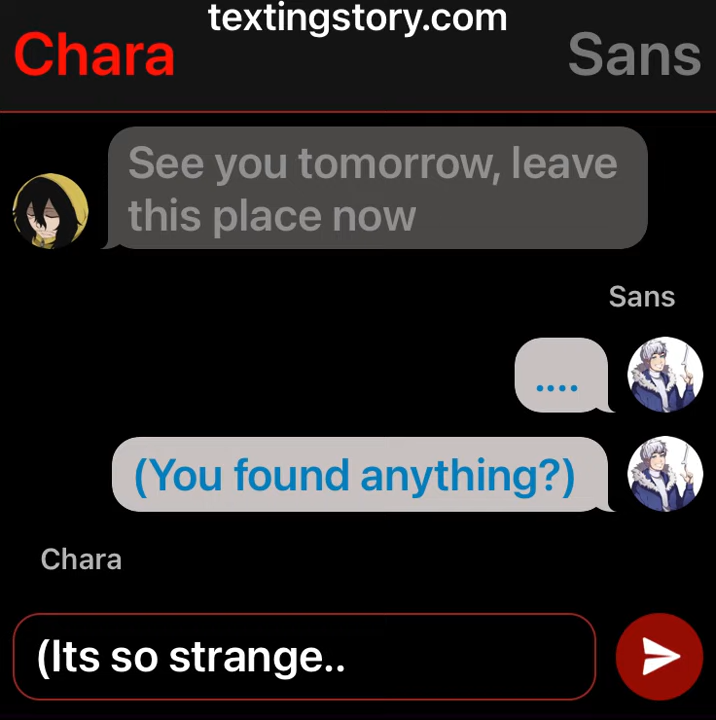 textingstory.com
Chara
Sans
See you tomorrow, leave
this place now
Sans
....
(You found anything?)
Chara
(Its so strange..